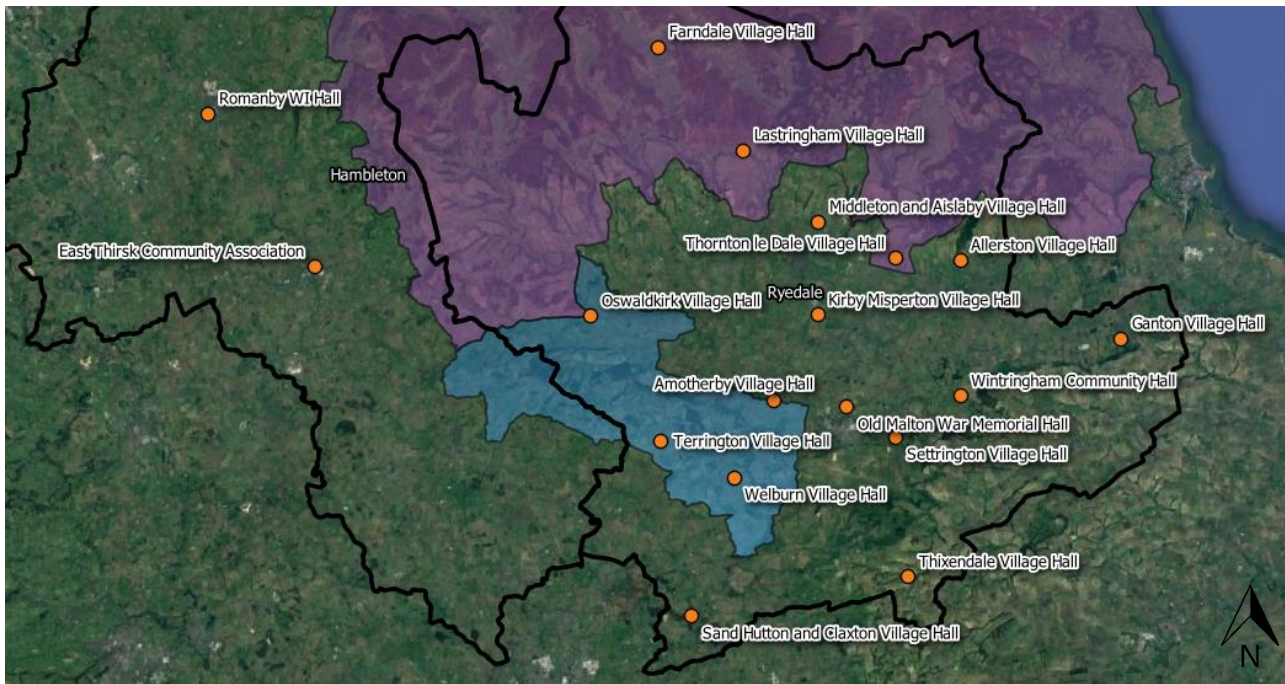 Farndale Village Hall
Romanby WI Hall
Lastringham Village Hall
Hambleton
Middleton and Aislaby Village Hall
Thornton le Dale Village Hall
Allerston Village Hall
East Thirsk Community Association
Ryedale
Oswaldkirk Village Hall
Kirby Misperton Village Hall
Ganton Village Hall
Amotherby Village Hall
Wintringham Community Hall
Old Malton War Memorial Hall
Terrington Village Hall
Settrington Village Hall
Welburn Village Hall
Thixendale Village Hall
Sand Hutton and Claxton Village Hall
N